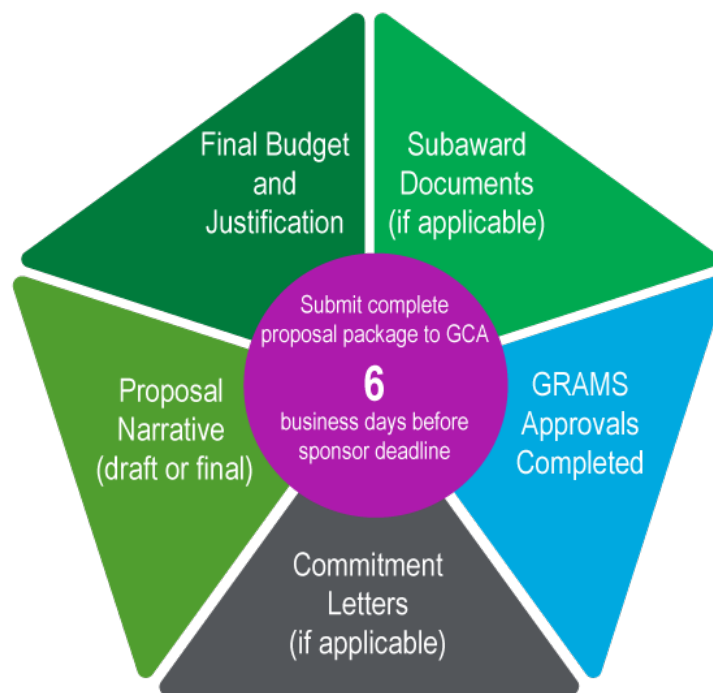 Final Budget
and
Justification
Subaward
Documents
(if applicable)
Submit complete
proposal package to GCA
6
business days before
sponsor deadline
Proposal
Narrative
(draft or final)
GRAMS
Approvals
Completed
Commitment
Letters
(if applicable)